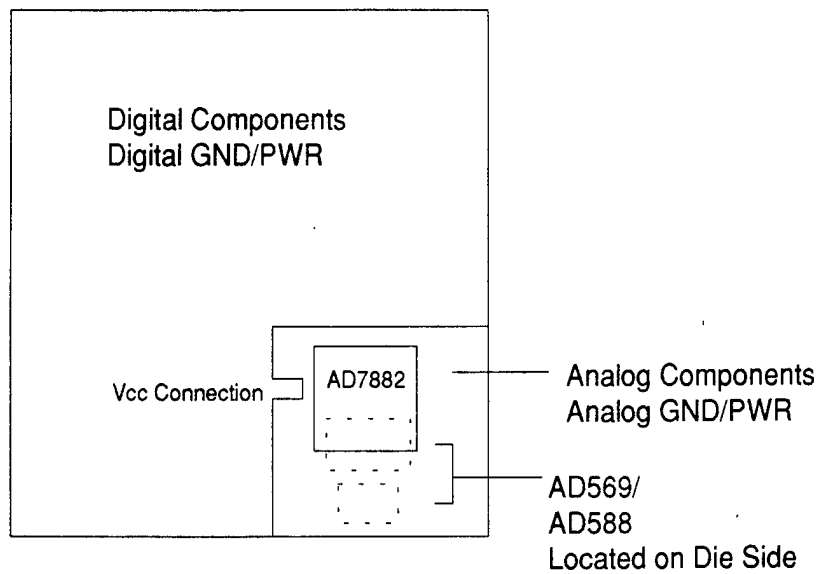 Digital Components
Digital GND/PWR
Vcc Connection
AD7882
Analog Components
Analog GND/PWR
AD569/
AD588
Located on Die Side